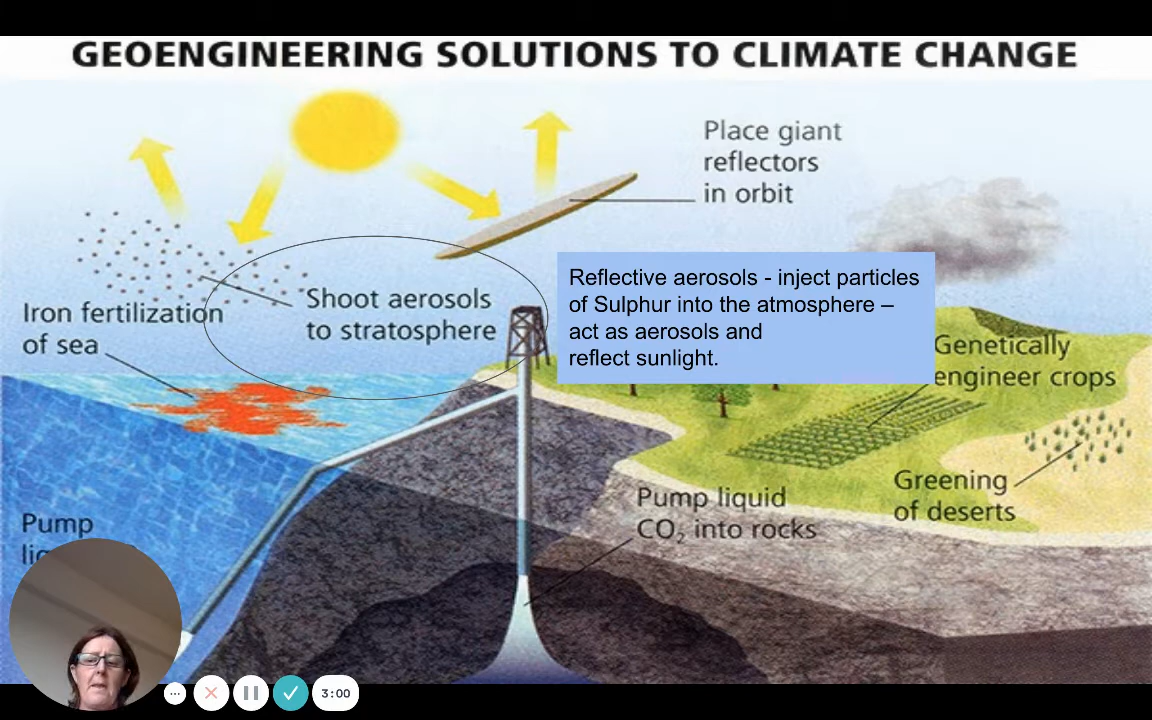 GEOENGINEERING SOLUTIONS TO CLIMATE CHANGE
Place giant
reflectors
in orbit
Reflective aerosols - inject particles
of Sulphur into the atmosphere –
act as aerosols and
reflect sunlight.
Shoot aerosols
to stratosphere
Iron fertilization
of sea
Genetically
engineer crops
Greening
of deserts
Pump liquid
CO₂ into rocks
Pump
3:00